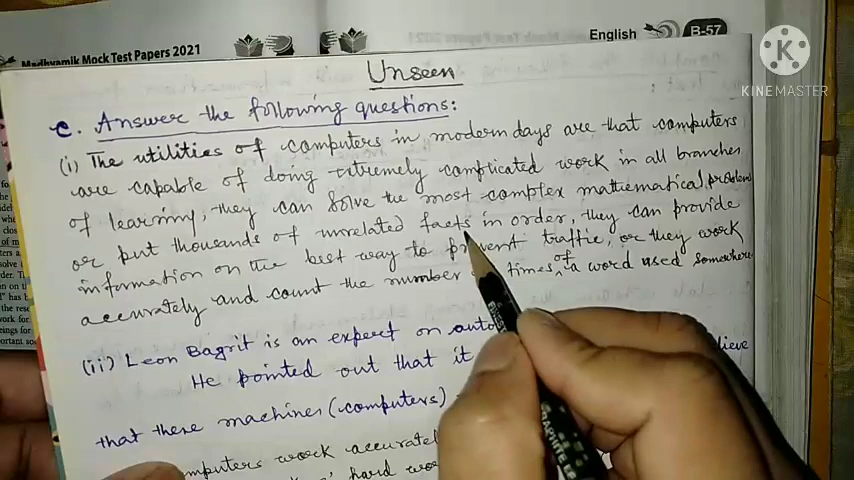 Madhyamik Mock Test Papers 2021
English
B-57
KINEMASTER
Unseen
C. Answer the following questions:
(i) The utilities of computers in modern days are that computers
are capable of doing extremely complicated work in all branches
of learning, they can solve the most complex mathematical problems
or put thousands of unrelated facts in order, they can provide
information on the best way to prevent traffic, or they work
accurately and count the number times of a word used somewhere
(ii) Leon Bagrit is an expert on
He pointed out that it
that these machines (computers)
computers work accurately
hard